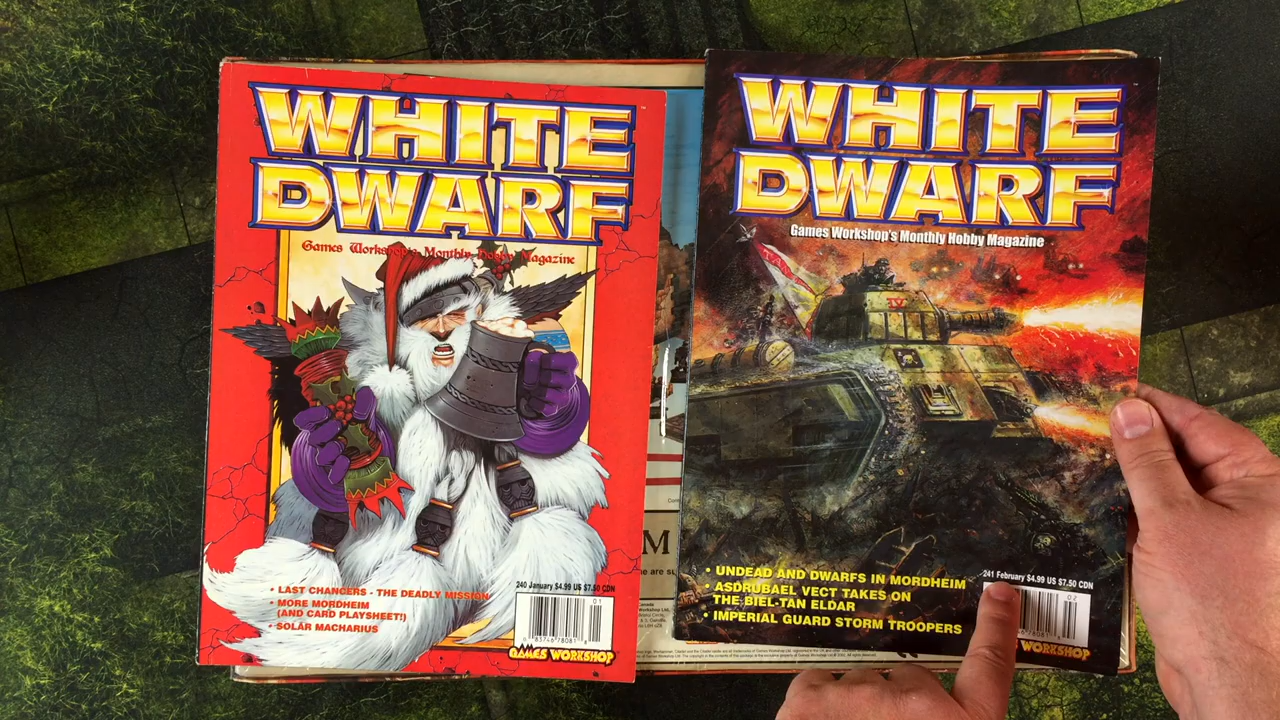 WHITE
DWARF
Games Workshop's Monthly Hobby Magazine
• LAST CHANCERS - THE DEADLY MISSION
• MORE MORDHEIM
(AND CARD PLAYSHEET!)
• SOLAR MACHARIUS
240 January $4.99 US $7.50 CDN
01
GAMES WORKSHOP
WHITE
DWARF
Games Workshop's Monthly Hobby Magazine
IV
• UNDEAD AND DWARFS IN MORDHEIM
• ASDRUBAEL VECT TAKES ON
THE BIEL-TAN ELDAR
• IMPERIAL GUARD STORM TROOPERS
241 February $4.99 US $7.50 CDN
02
WORKSHOP
M